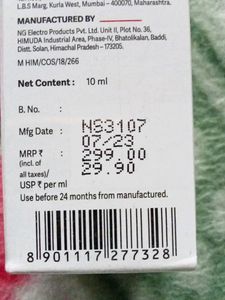 L.B.S Marg, Kurla West, Mumbai – 400070, Maharashtra.
MANUFACTURED BY
NG Electro Products Pvt. Ltd. Unit II, Plot No. 36,
HIMUDA Industrial Area, Phase-IV, Bhatolikalan, Baddi,
Distt. Solan, Himachal Pradesh –173205.
M HIM/COS/18/266
Net Content : 10 ml
B. No. : NS3107
Mfg Date : 07/23
MRP ₹ : 299.00
(incl. of
all taxes)/ 29.90
USP ₹ per ml
Use before 24 months from manufactured.
8 901117 277328